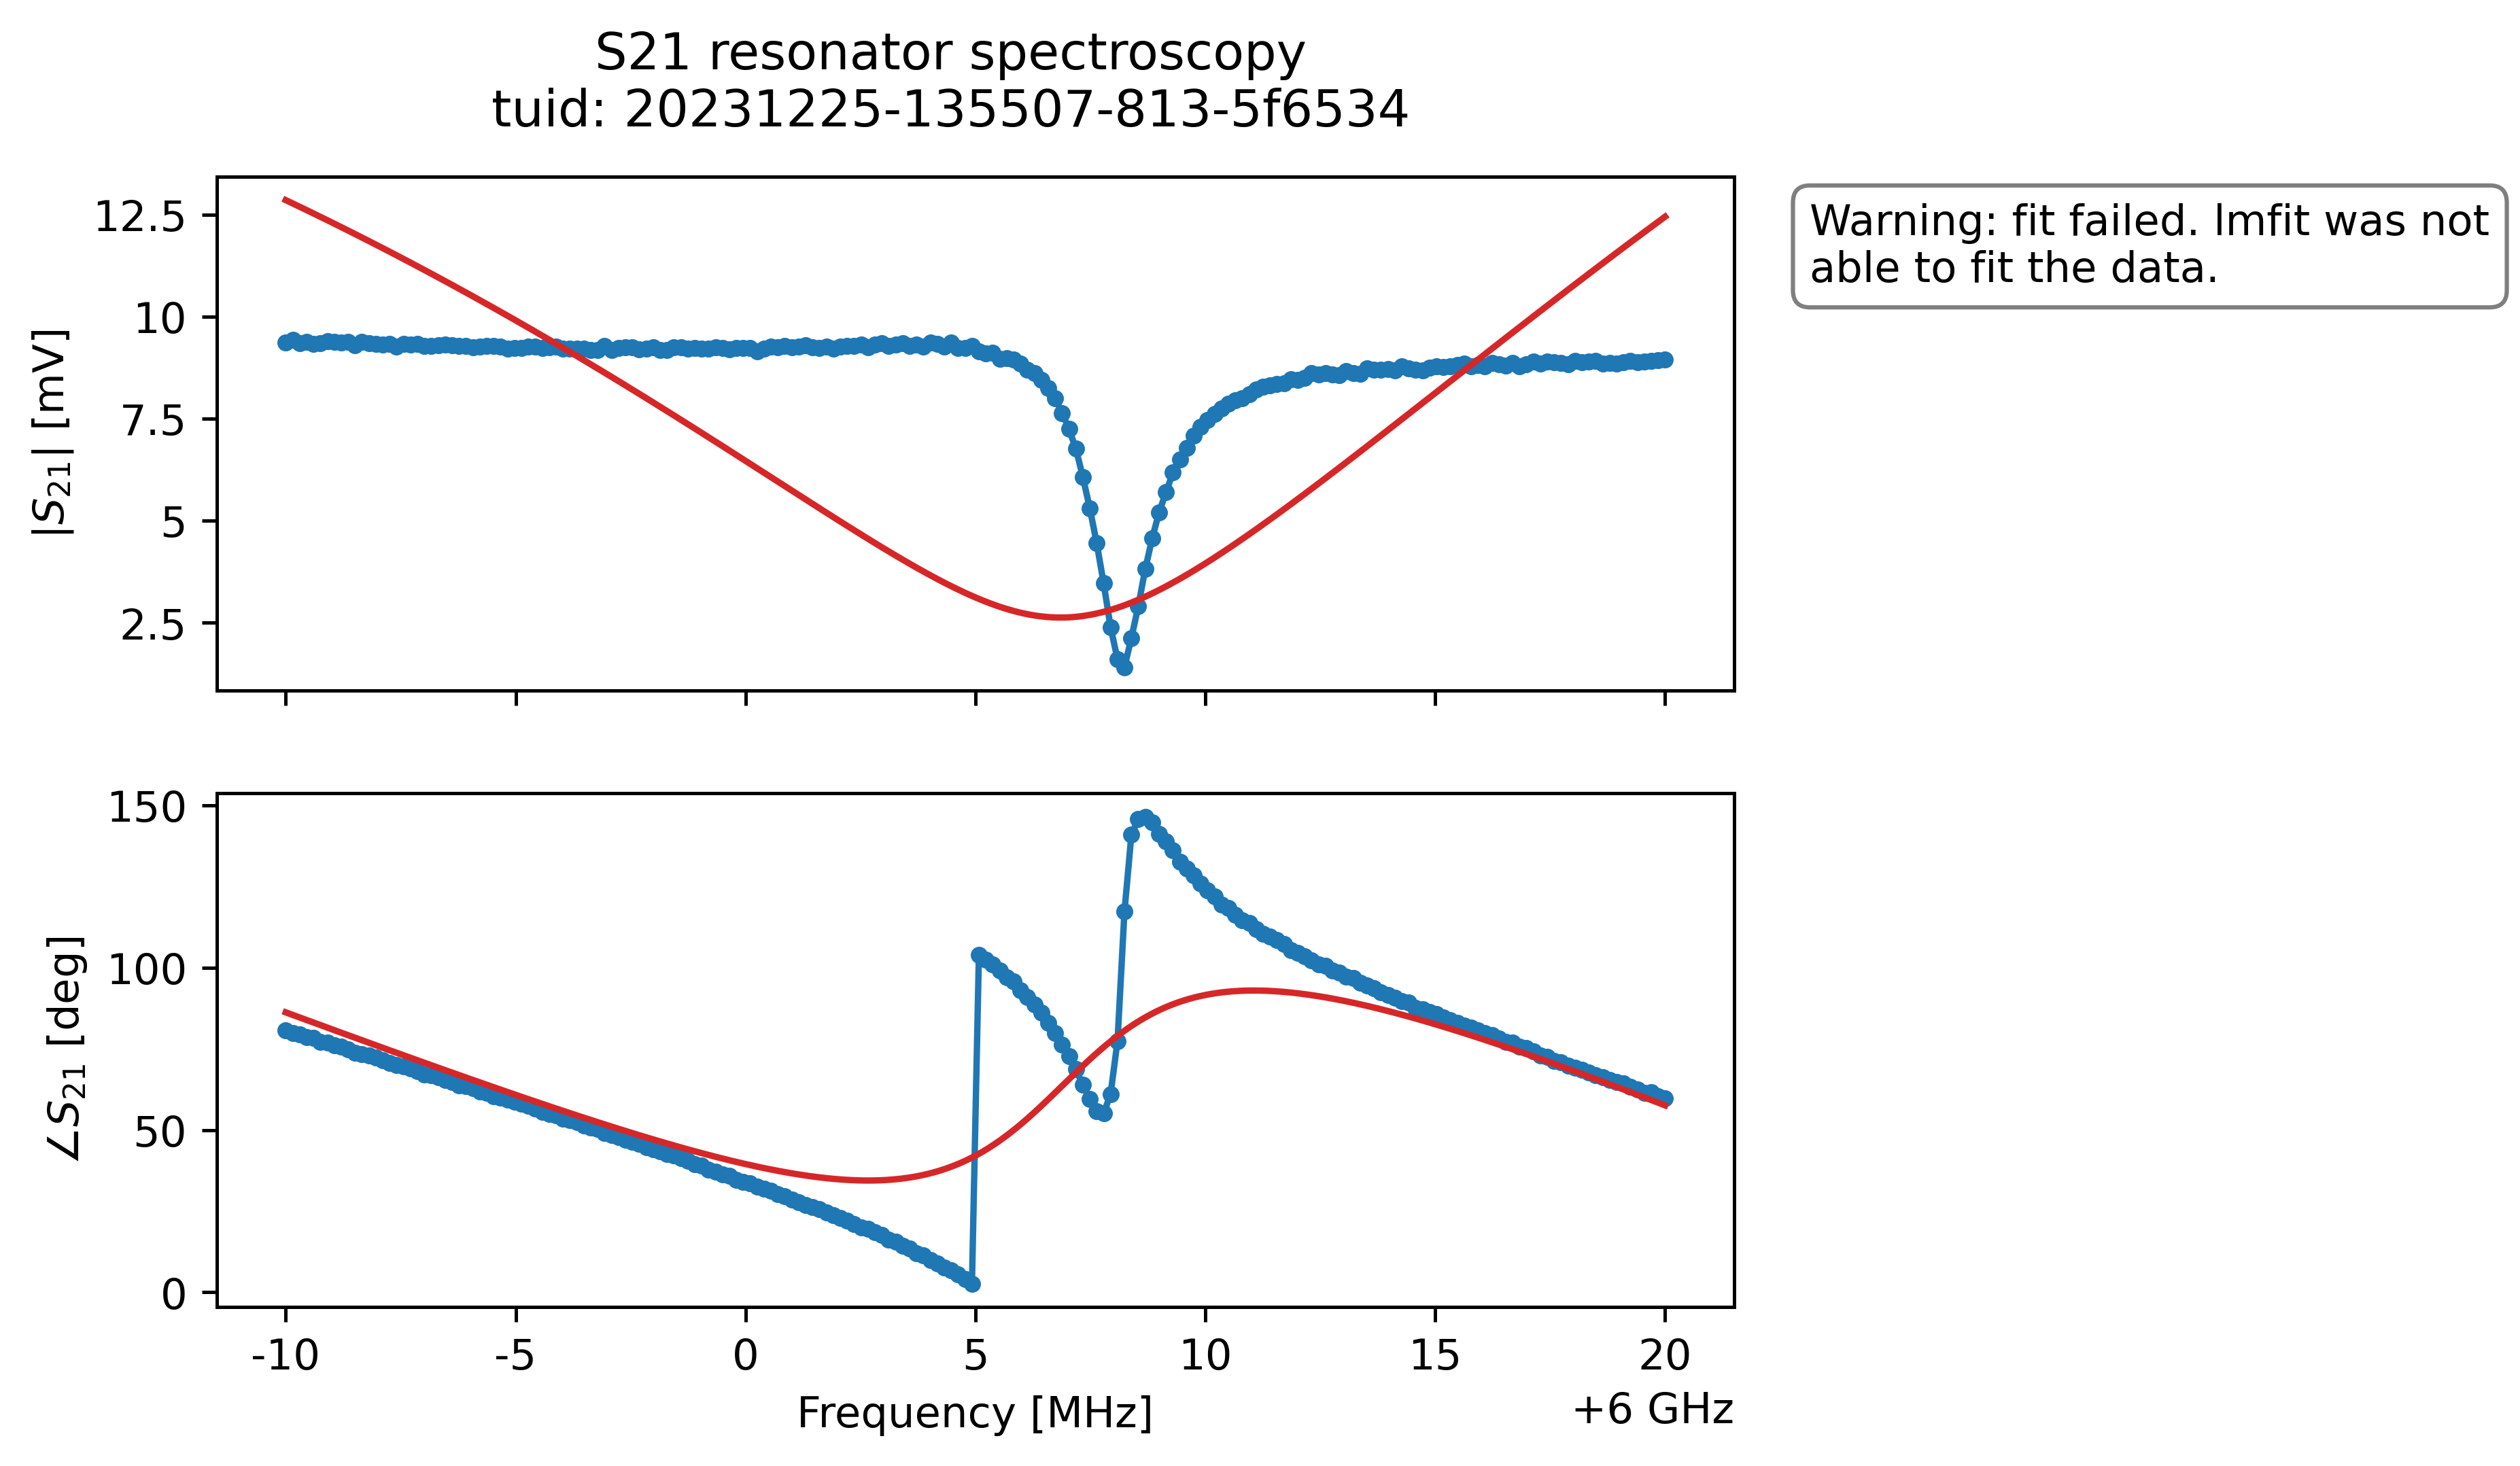 S21 resonator spectroscopy
tuid: 20231225-135507-813-5f6534
Warning: fit failed. lmfit was not
able to fit the data.
|S21| [mV]
12.5
10
7.5
5
2.5
∠S21 [deg]
150
100
50
0
-10 -5 0 5 10 15 20
Frequency [MHz]
+6 GHz